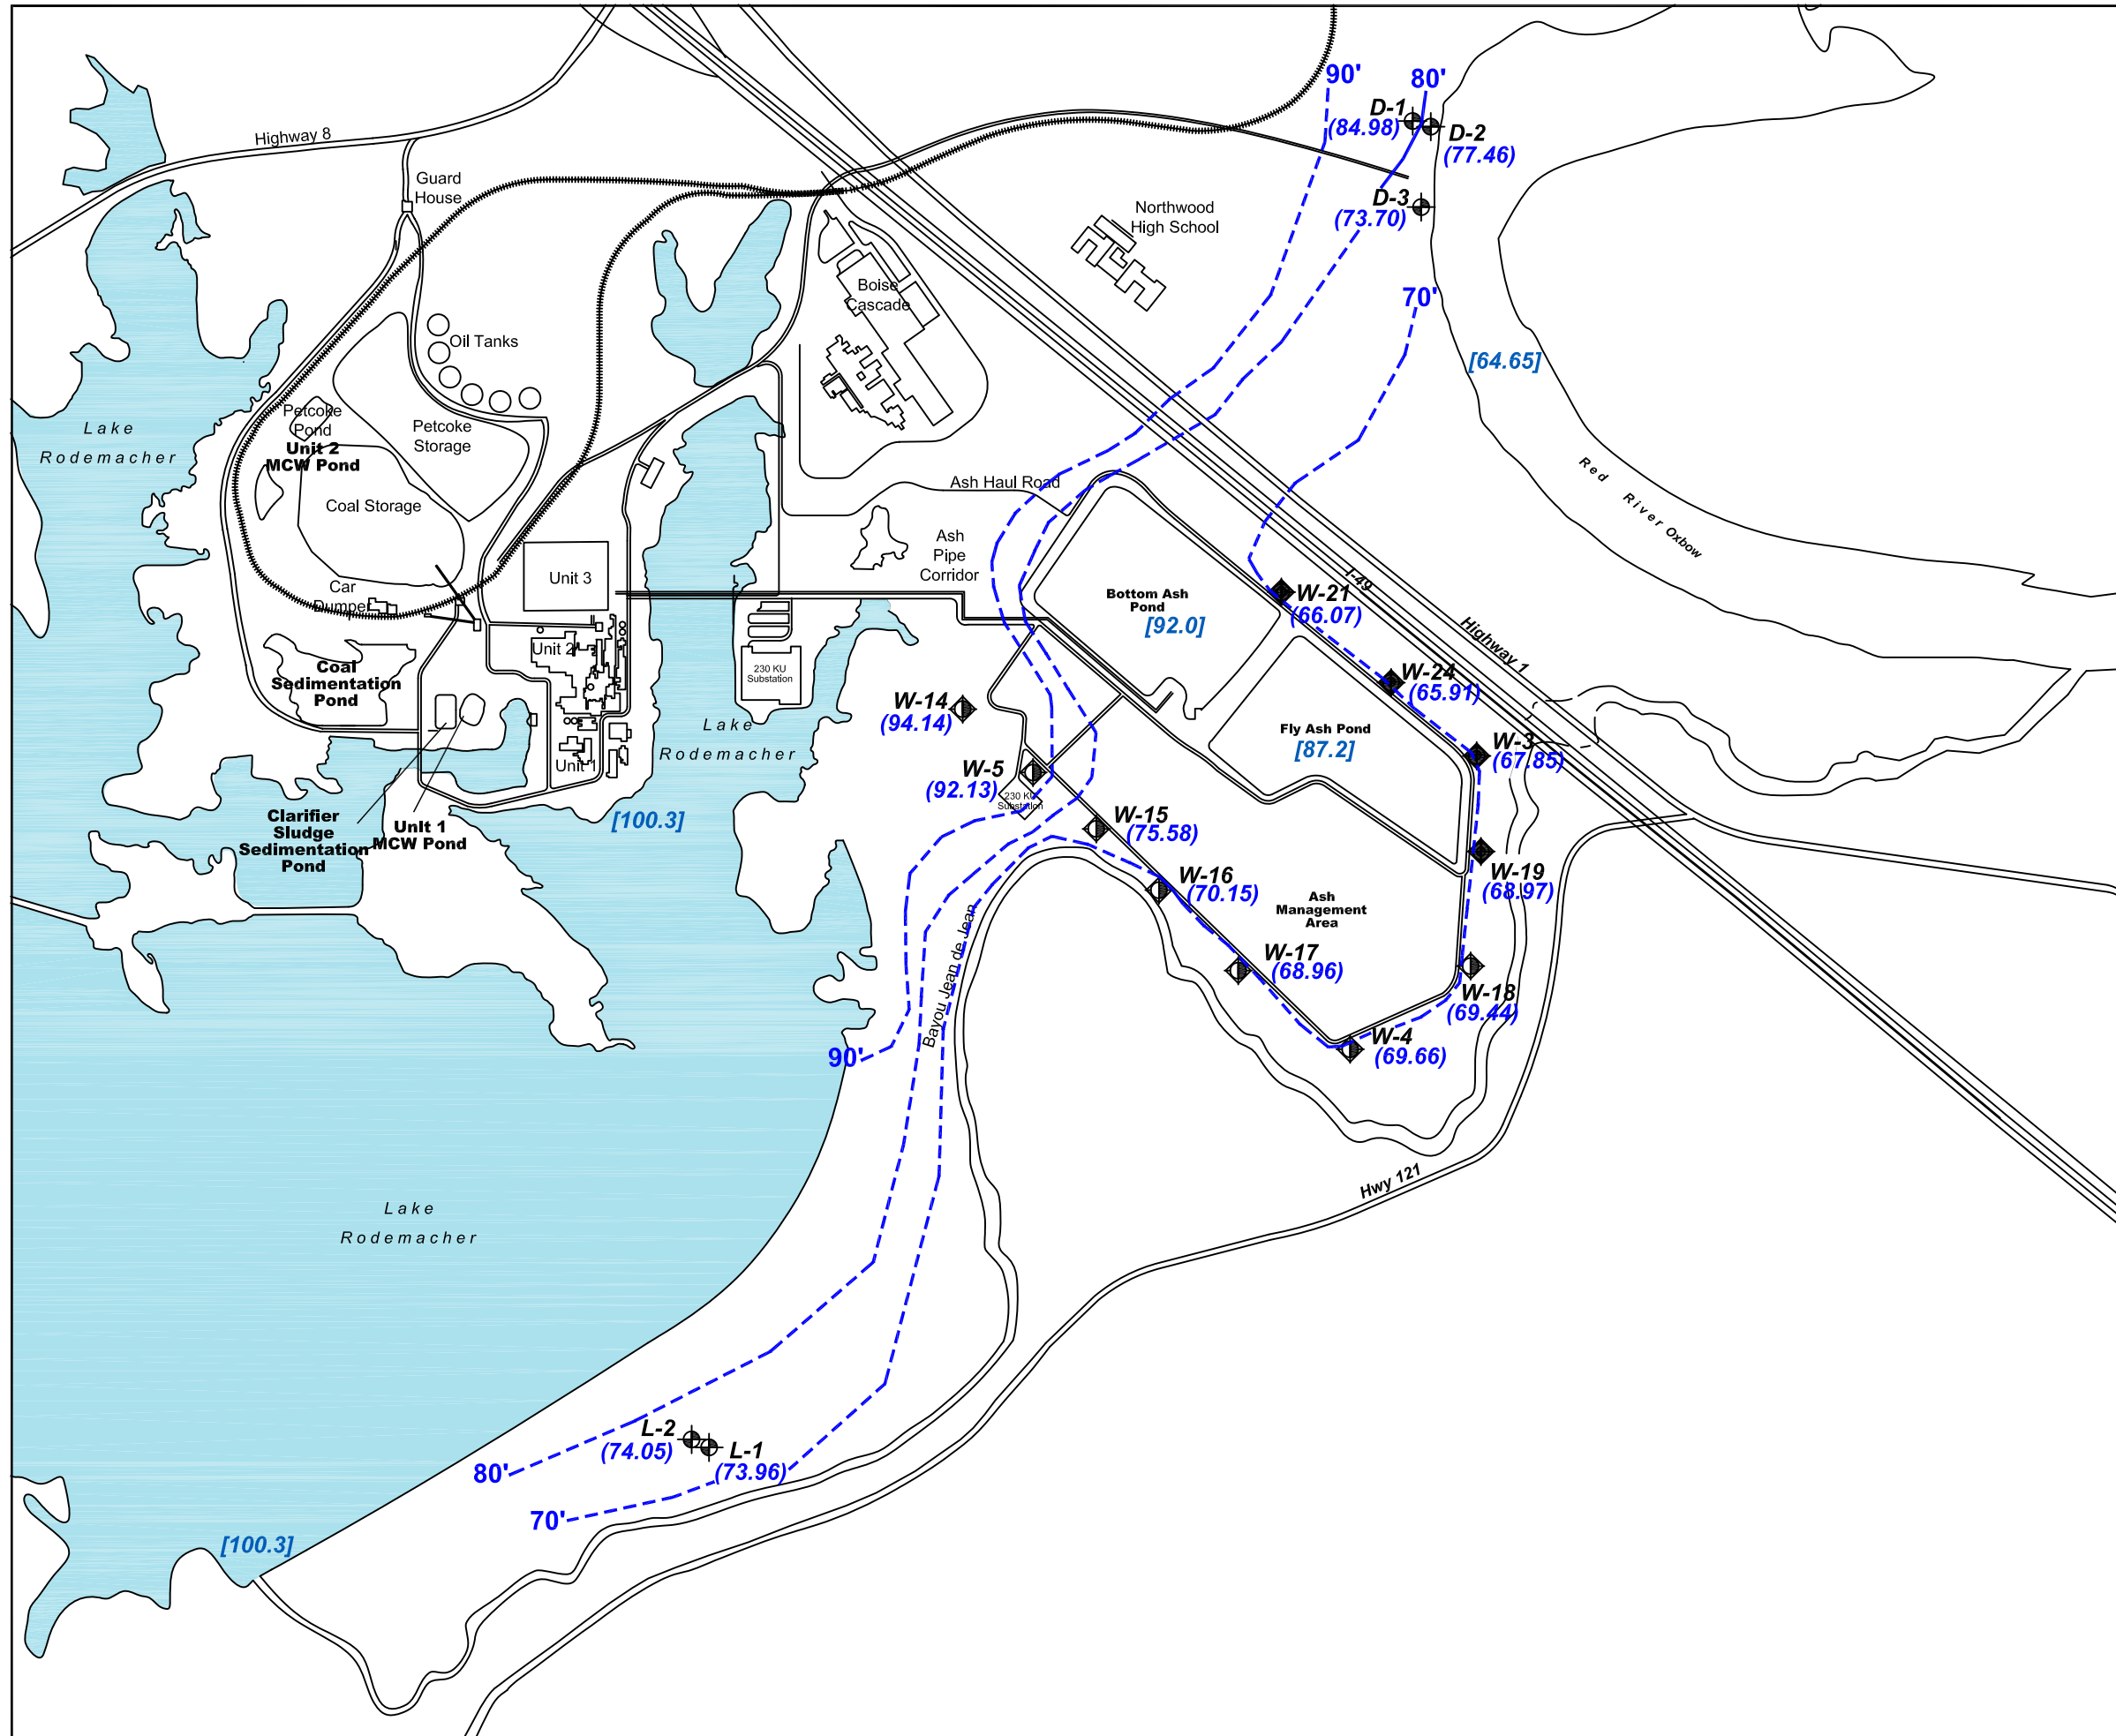 90'
80'
D-1
(84.98)
D-2
(77.46)
Highway 8
Guard
House
D-3
(73.70)
Northwood
High School
Boise
Cascade
70'
Oil Tanks
[64.65]
Petcoke
Pond
Unit 2
MCW Pond
Petcoke
Storage
Lake
Rodemacher
Coal Storage
Ash Haul Road
Red River Oxbow
Ash
Pipe
Corridor
Unit 3
Car
Dumper
I-49
Bottom Ash
Pond
[92.0]
W-21
(66.07)
Highway 1
Unit 2
230 KU
Substation
Coal
Sedimentation
Pond
W-24
(65.91)
W-14
(94.14)
Lake
Rodemacher
Fly Ash Pond
[87.2]
W-3
(67.85)
Unit 1
W-5
(92.13)
230 KU
Substation
[100.3]
Clarifier
Sludge
Sedimentation
Pond
Unit 1
MCW Pond
W-15
(75.58)
W-16
(70.15)
W-19
(68.97)
Ash
Management
Area
Bayou Jean de Jean
W-17
(68.96)
W-18
(69.44)
90'
W-4
(69.66)
Hwy 121
Lake
Rodemacher
L-2
(74.05)
L-1
(73.96)
80'
70'
[100.3]